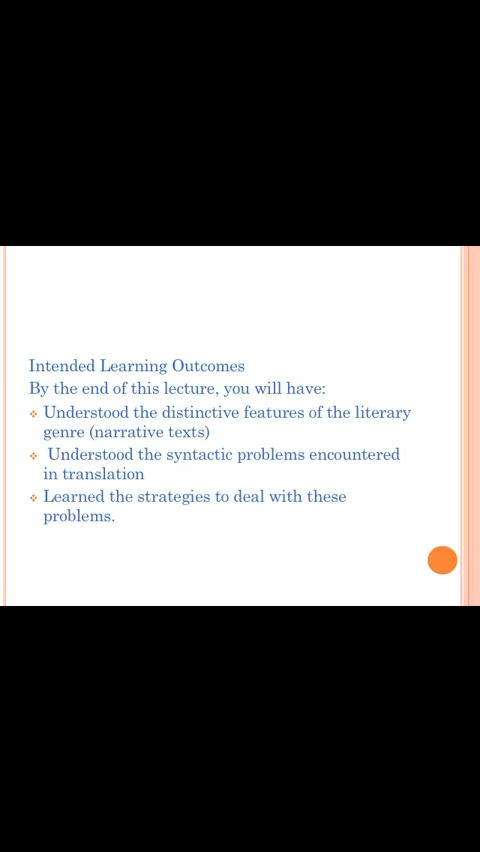 Intended Learning Outcomes
By the end of this lecture, you will have:
Understood the distinctive features of the literary
genre (narrative texts)
Understood the syntactic problems encountered
in translation
Learned the strategies to deal with these
problems.